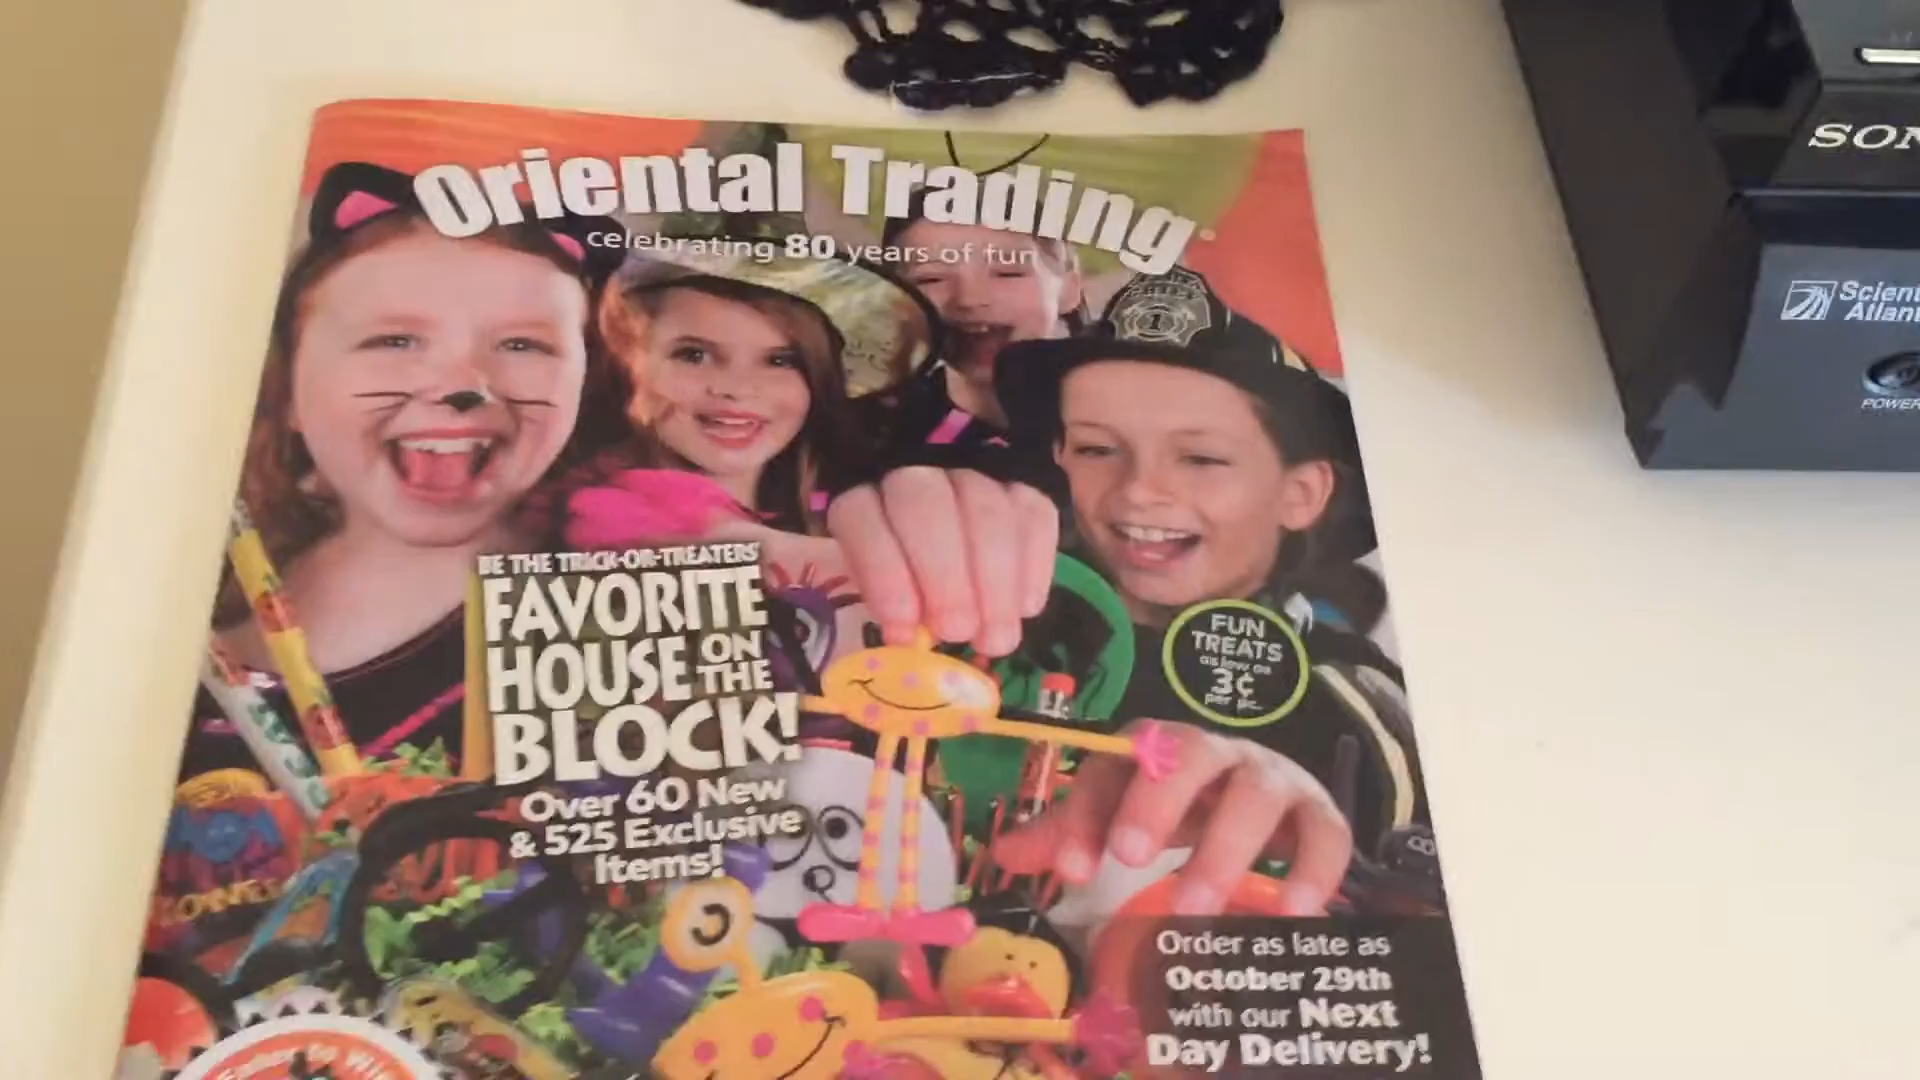 Oriental Trading
celebrating 80 years of fun
1
SON
Scient
Atlant
POWER
BE THE TRICK-OR-TREATERS'
FAVORITE
HOUSE ON THE
BLOCK!
Over 60 New
& 525 Exclusive
Items!
FUN
TREATS
as low as
3¢
per pc.
Order as late as
October 29th
with our Next
Day Delivery!